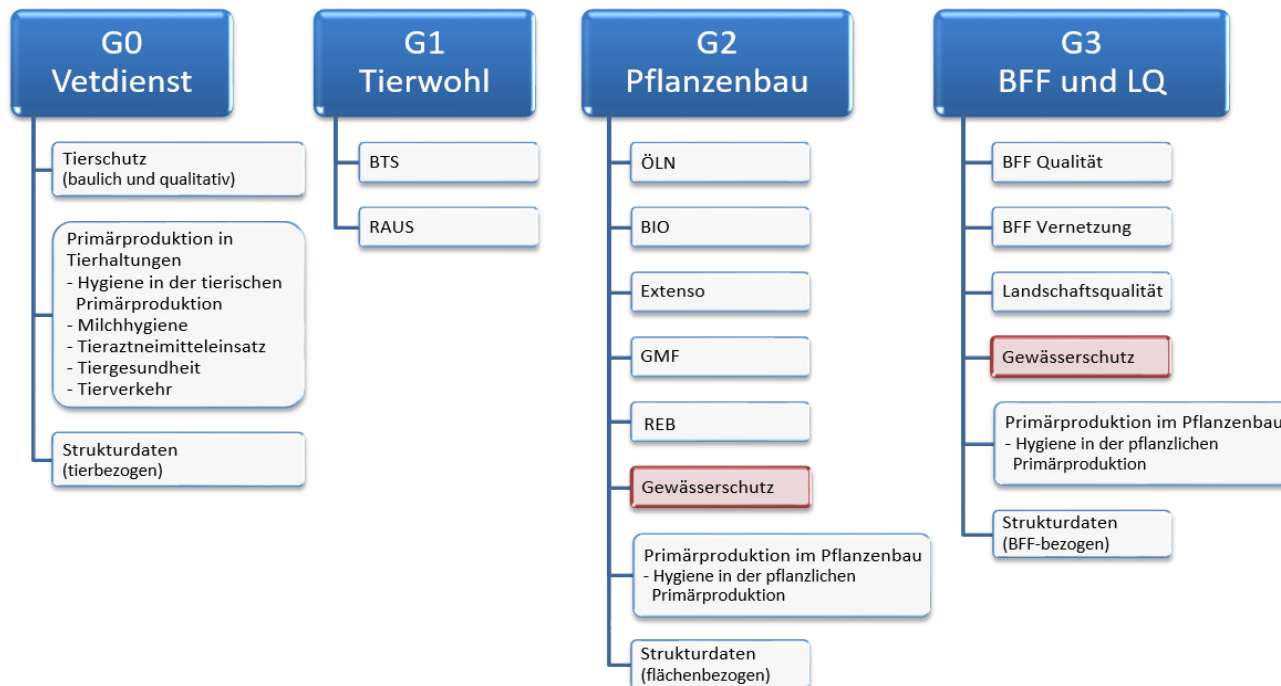 G0
Vetdienst
Tierschutz
(baulich und qualitativ)
Primärproduktion in
Tierhaltungen
- Hygiene in der tierischen
Primärproduktion
- Milchhygiene
- Tieraztneimitteleinsatz
- Tiergesundheit
- Tierverkehr
Strukturdaten
(tierbezogen)
G1
Tierwohl
BTS
RAUS
G2
Pflanzenbau
ÖLN
BIO
Extenso
GMF
REB
Gewässerschutz
Primärproduktion im Pflanzenbau
- Hygiene in der pflanzlichen
Primärproduktion
Strukturdaten
(flächenbezogen)
G3
BFF und LQ
BFF Qualität
BFF Vernetzung
Landschaftsqualität
Gewässerschutz
Primärproduktion im Pflanzenbau
- Hygiene in der pflanzlichen
Primärproduktion
Strukturdaten
(BFF-bezogen)